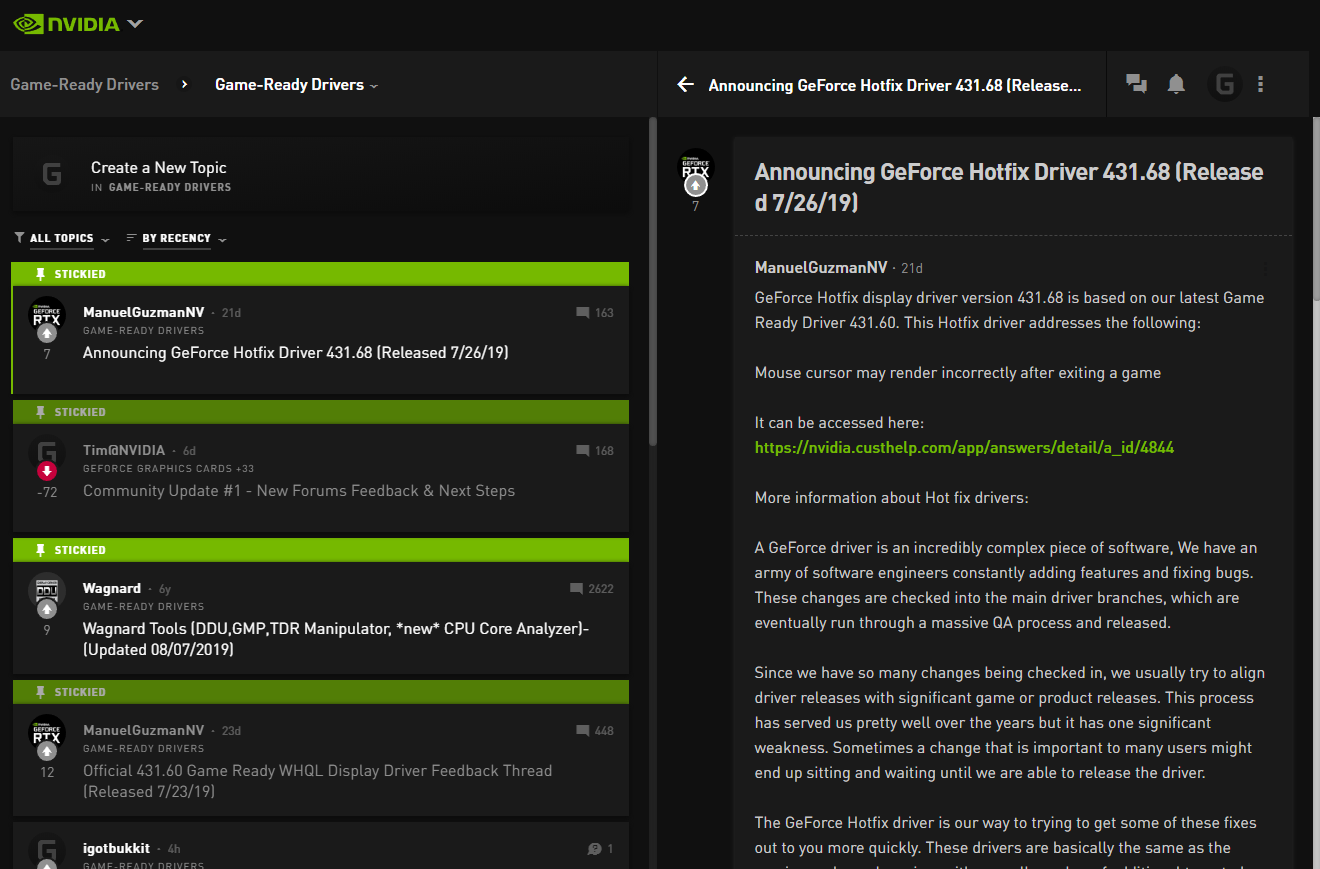 NVIDIA
Game-Ready Drivers
Game-Ready Drivers
Create a New Topic
IN GAME-READY DRIVERS
ALL TOPICS
BY RECENCY
STICKIED
GEFORCE
RTX
ManuelGuzmanNV · 21d
163
GAME-READY DRIVERS
7
Announcing GeForce Hotfix Driver 431.68 (Released 7/26/19)
STICKIED
Tim@NVIDIA · 6d
168
GEFORCE GRAPHICS CARDS +33
-72
Community Update #1 - New Forums Feedback & Next Steps
STICKIED
DDU
Wagnard · 6y
2622
GAME-READY DRIVERS
9
Wagnard Tools (DDU,GMP,TDR Manipulator, *new* CPU Core Analyzer)-
(Updated 08/07/2019)
STICKIED
GEFORCE
RTX
ManuelGuzmanNV · 23d
448
GAME-READY DRIVERS
12
Official 431.60 Game Ready WHQL Display Driver Feedback Thread
(Released 7/23/19)
igotbukkit · 4h
1
GAME-READY DRIVERS
Announcing GeForce Hotfix Driver 431.68 (Release...
GEFORCE
RTX
7
Announcing GeForce Hotfix Driver 431.68 (Release
d 7/26/19)
ManuelGuzmanNV · 21d
GeForce Hotfix display driver version 431.68 is based on our latest Game
Ready Driver 431.60. This Hotfix driver addresses the following:
Mouse cursor may render incorrectly after exiting a game
It can be accessed here:
https://nvidia.custhelp.com/app/answers/detail/a_id/4844
More information about Hot fix drivers:
A GeForce driver is an incredibly complex piece of software, We have an
army of software engineers constantly adding features and fixing bugs.
These changes are checked into the main driver branches, which are
eventually run through a massive QA process and released.
Since we have so many changes being checked in, we usually try to align
driver releases with significant game or product releases. This process
has served us pretty well over the years but it has one significant
weakness. Sometimes a change that is important to many users might
end up sitting and waiting until we are able to release the driver.
The GeForce Hotfix driver is our way to trying to get some of these fixes
out to you more quickly. These drivers are basically the same as the